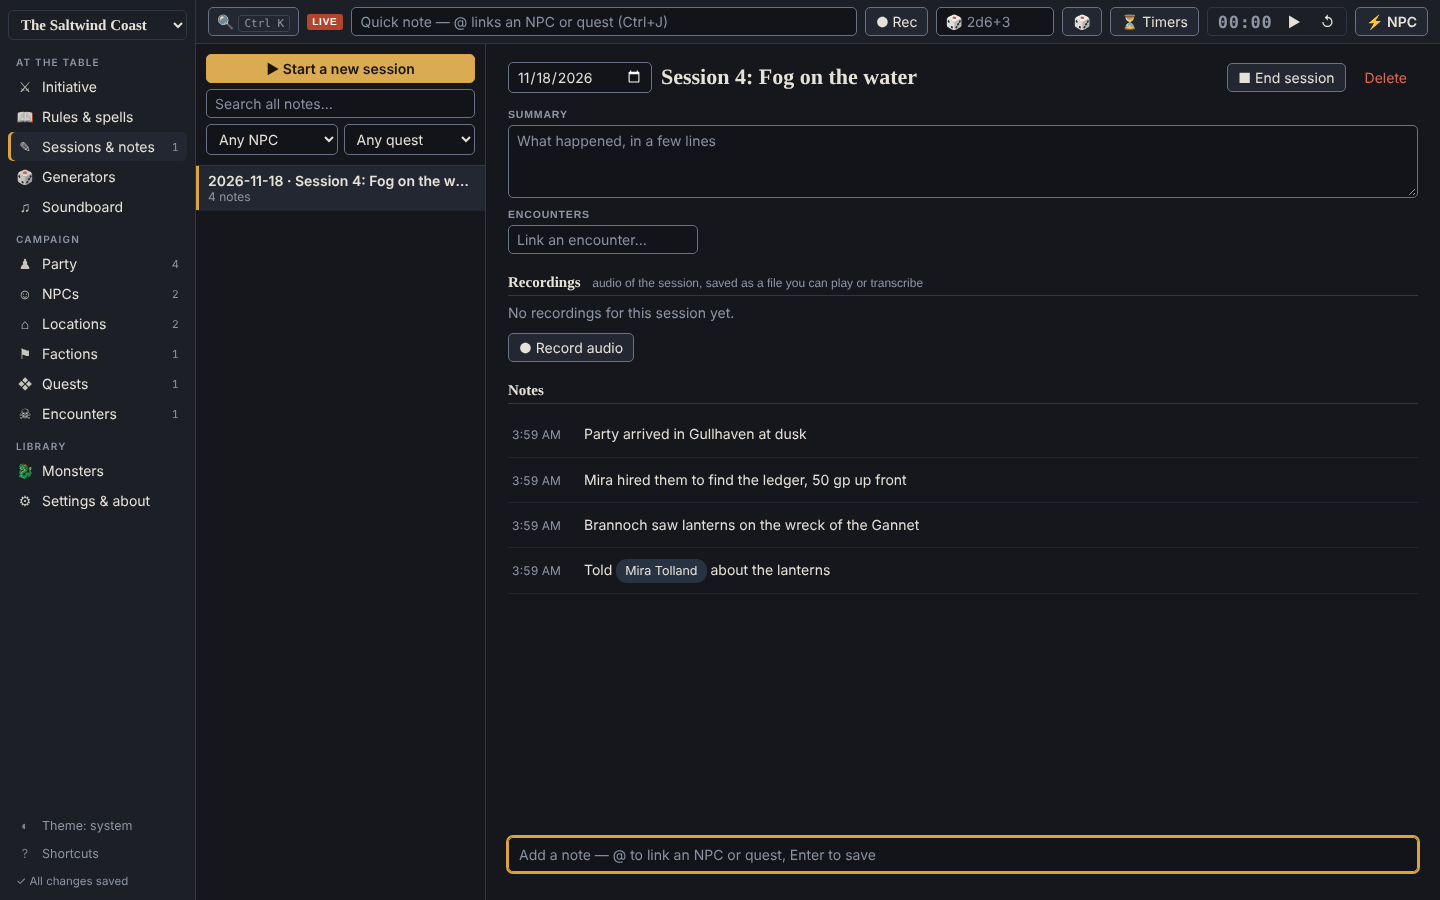 The Saltwind Coast
AT THE TABLE
Initiative
Rules & spells
Sessions & notes 1
Generators
Soundboard
CAMPAIGN
Party 4
NPCs 2
Locations 2
Factions 1
Quests 1
Encounters 1
LIBRARY
Monsters
Settings & about
Theme: system
? Shortcuts
✓ All changes saved
Ctrl K
LIVE
Quick note — @ links an NPC or quest (Ctrl+J)
● Rec
2d6+3
Timers
00:00
NPC
▶ Start a new session
Search all notes...
Any NPC
Any quest
2026-11-18 · Session 4: Fog on the w...
4 notes
11/18/2026
Session 4: Fog on the water
■ End session
Delete
SUMMARY
What happened, in a few lines
ENCOUNTERS
Link an encounter...
Recordings audio of the session, saved as a file you can play or transcribe
No recordings for this session yet.
● Record audio
Notes
3:59 AM Party arrived in Gullhaven at dusk
3:59 AM Mira hired them to find the ledger, 50 gp up front
3:59 AM Brannoch saw lanterns on the wreck of the Gannet
3:59 AM Told Mira Tolland about the lanterns
Add a note — @ to link an NPC or quest, Enter to save